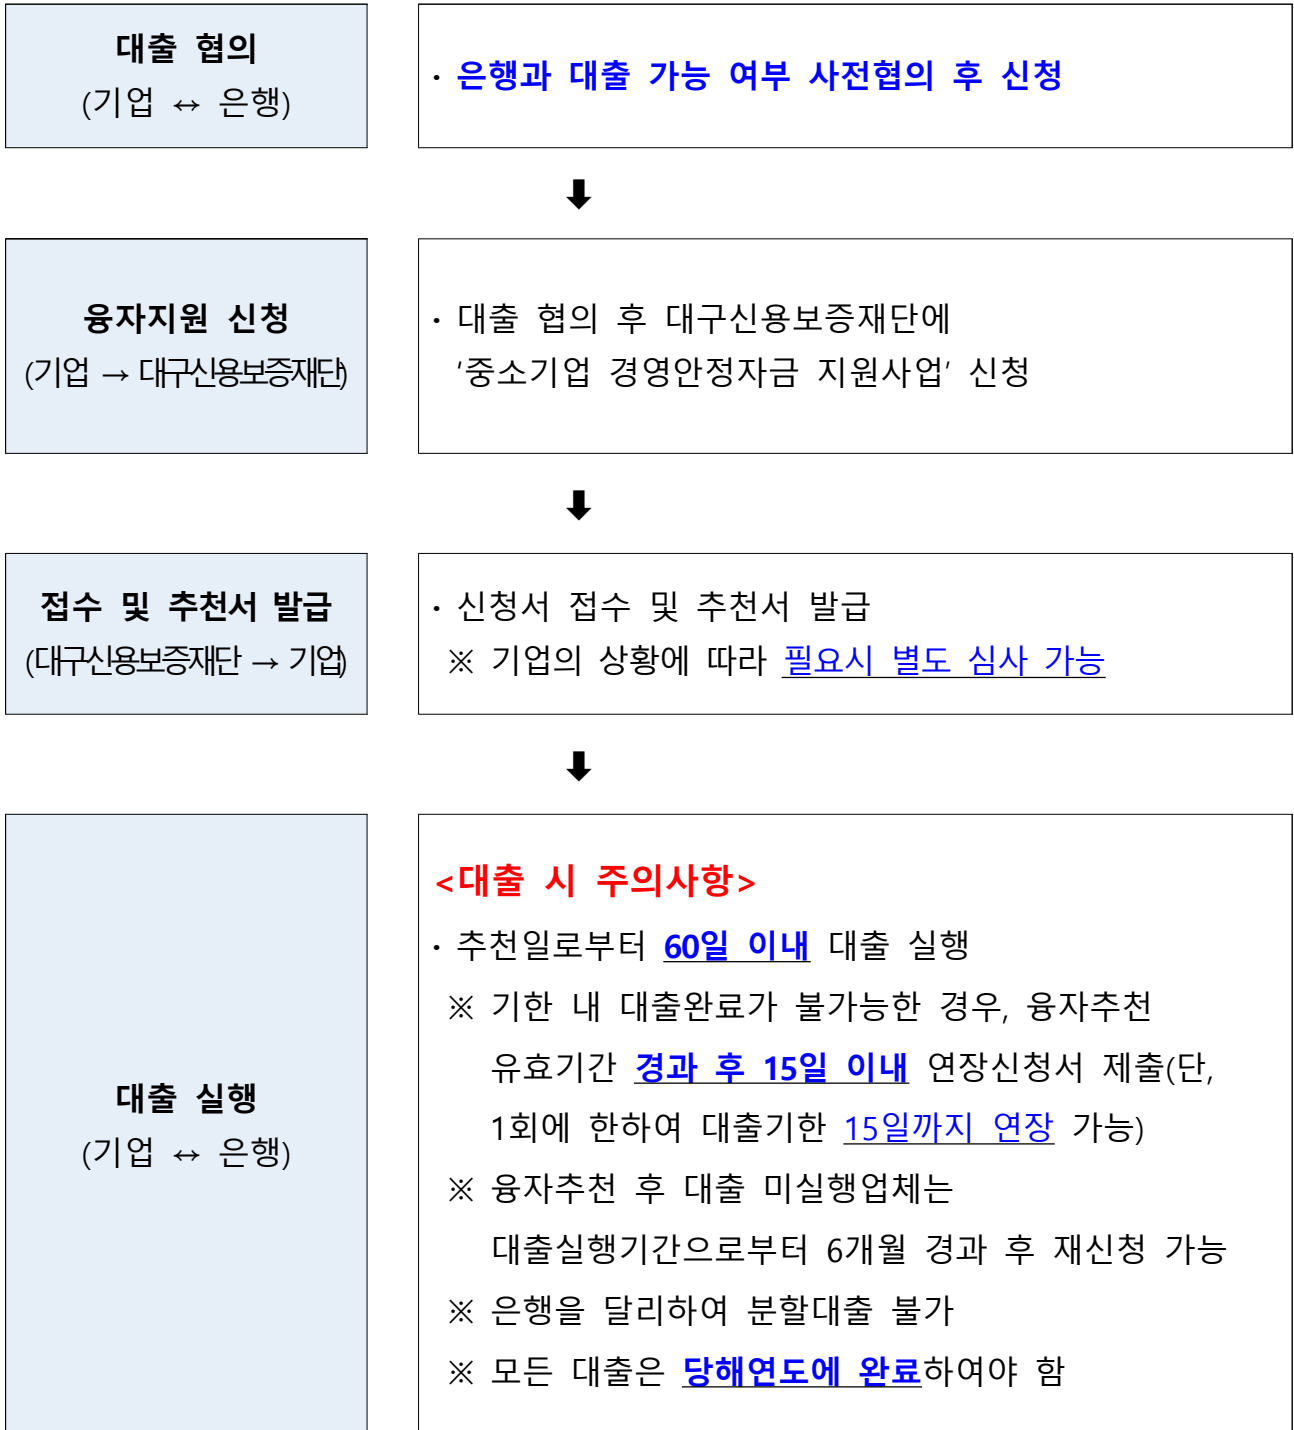 대출 협의
(기업 ↔ 은행)
· 은행과 대출 가능 여부 사전협의 후 신청
⬇
융자지원 신청
(기업 → 대구신용보증재단)
· 대출 협의 후 대구신용보증재단에
‘중소기업 경영안정자금 지원사업’ 신청
⬇
접수 및 추천서 발급
(대구신용보증재단 → 기업)
· 신청서 접수 및 추천서 발급
※ 기업의 상황에 따라 필요시 별도 심사 가능
⬇
대출 실행
(기업 ↔ 은행)
<대출 시 주의사항>
· 추천일로부터 60일 이내 대출 실행
※ 기한 내 대출완료가 불가능한 경우, 융자추천
유효기간 경과 후 15일 이내 연장신청서 제출(단,
1회에 한하여 대출기한 15일까지 연장 가능)
※ 융자추천 후 대출 미실행업체는
대출실행기간으로부터 6개월 경과 후 재신청 가능
※ 은행을 달리하여 분할대출 불가
※ 모든 대출은 당해연도에 완료하여야 함